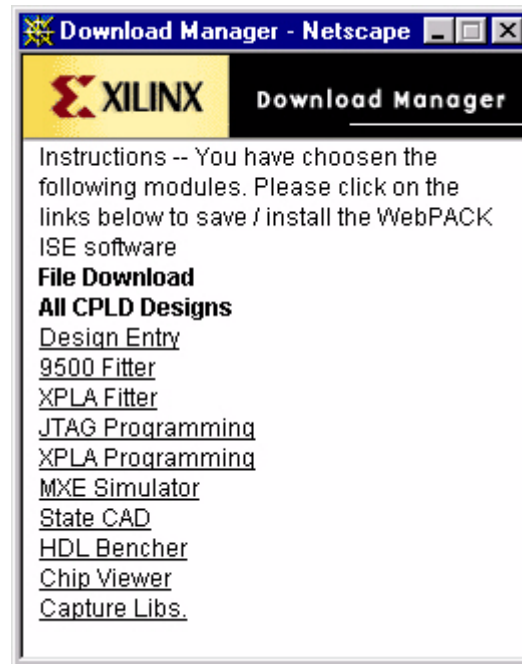 Download Manager - Netscape
XILINX Download Manager
Instructions -- You have choosen the
following modules. Please click on the
links below to save / install the WebPACK
ISE software
File Download
All CPLD Designs
Design Entry
9500 Fitter
XPLA Fitter
JTAG Programming
XPLA Programming
MXE Simulator
State CAD
HDL Bencher
Chip Viewer
Capture Libs.